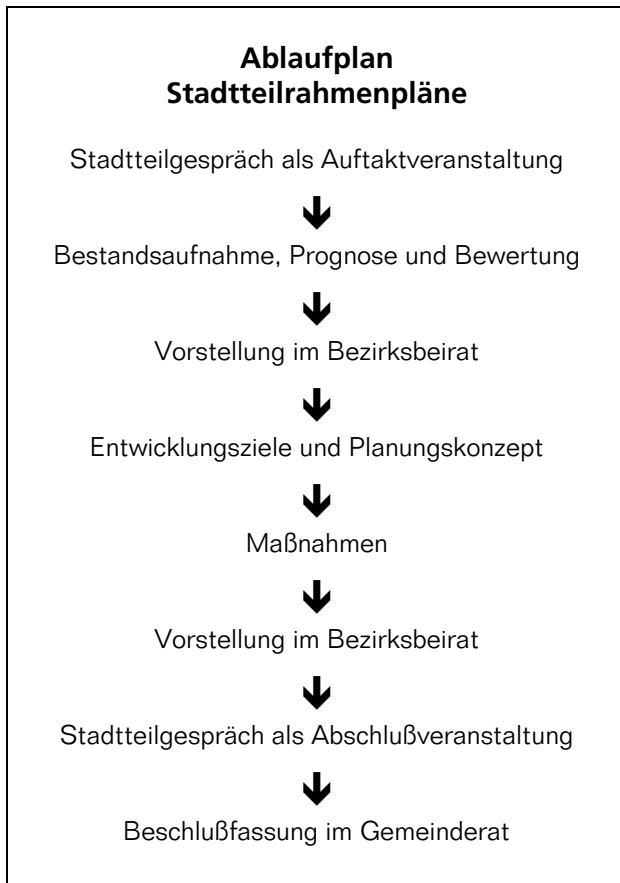 Ablaufplan
Stadtteilrahmenpläne
Stadtteilgespräch als Auftaktveranstaltung
Bestandsaufnahme, Prognose und Bewertung
Vorstellung im Bezirksbeirat
Entwicklungsziele und Planungskonzept
Maßnahmen
Vorstellung im Bezirksbeirat
Stadtteilgespräch als Abschlußveranstaltung
Beschlußfassung im Gemeinderat